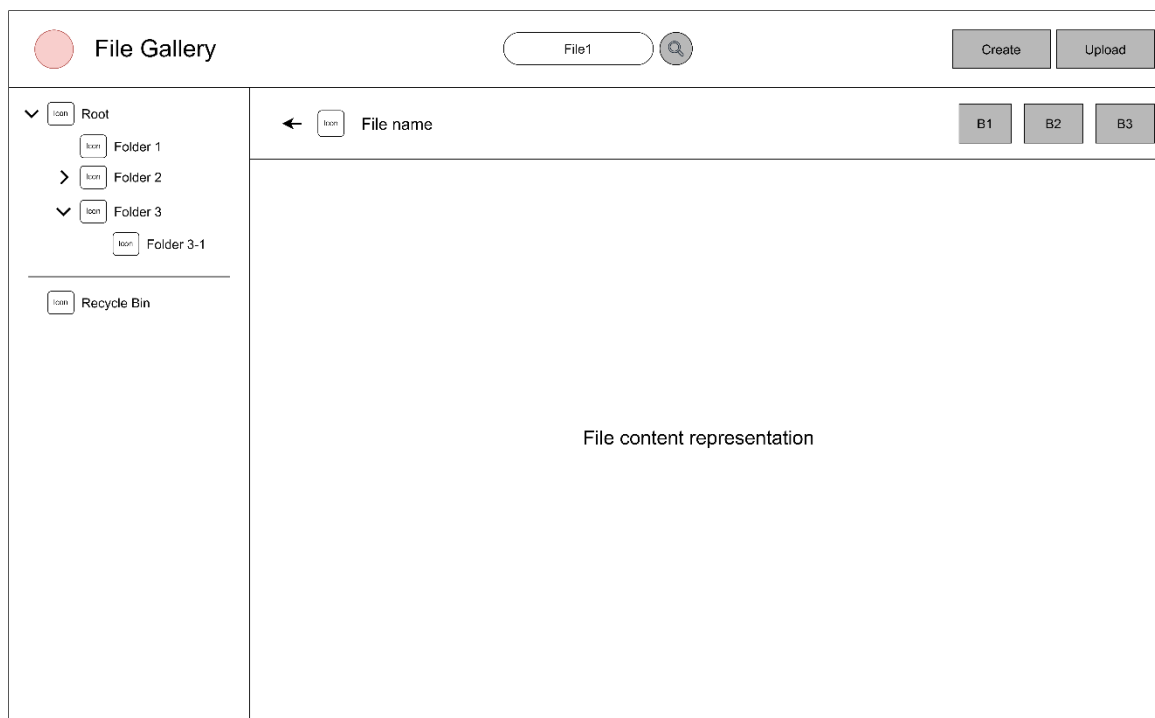 File Gallery
File1
Create
Upload
Icon Root
Icon Folder 1
Icon Folder 2
Icon Folder 3
Icon Folder 3-1
Icon Recycle Bin
Icon File name
B1
B2
B3
File content representation